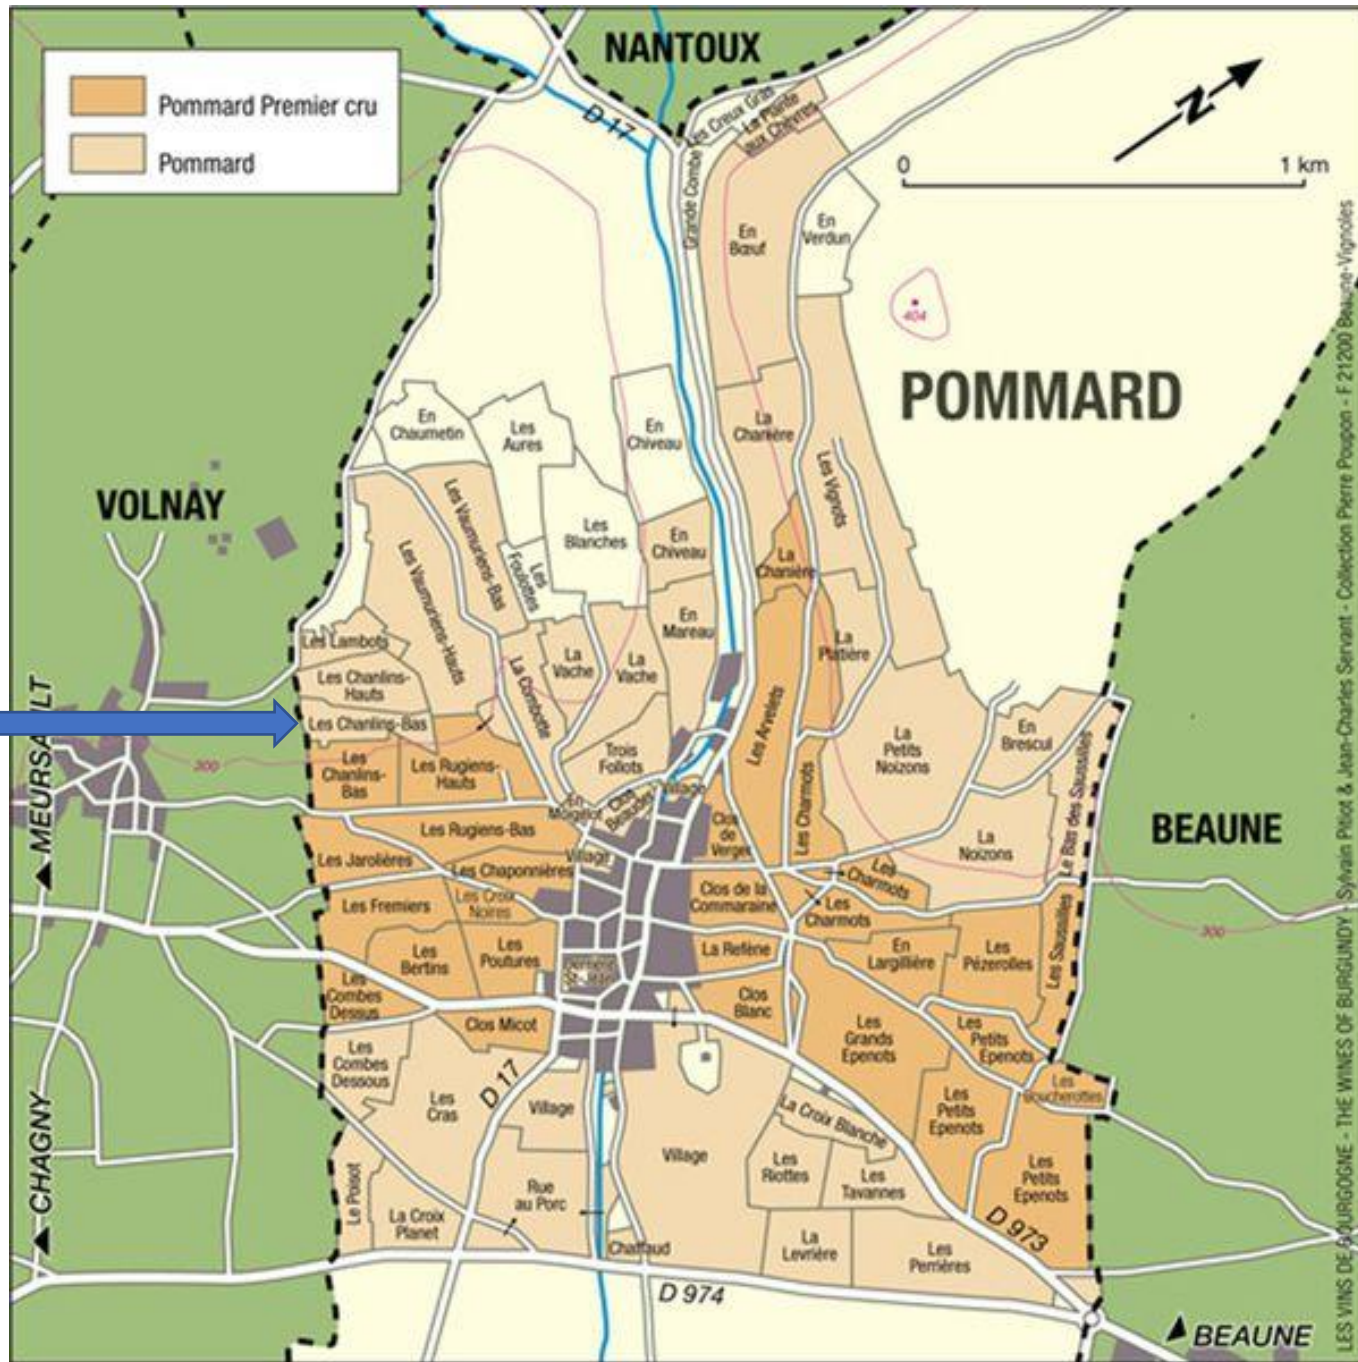 NANTOUX
Pommard Premier cru
Pommard
D 17
Les Creux Gras
La Plante
aux Chèvres
Grande Combe
N
0
1 km
En
Bœuf
En
Verdun
404
POMMARD
En
Chaumetin
Les
Aures
En
Chiveau
La
Chanière
Les Vignots
VOLNAY
Les Vaumuriens-Bas
Les Vaumuriens-Hauts
Les
Foulottes
Les
Blanches
En
Chiveau
La
Chanière
En
Mareau
La
Platière
Les Lambots
Les Chanlins-
Hauts
Les Chanlins-Bas
La Combotte
La
Vache
La
Vache
Trois
Follots
Les Arvelets
La
Petits
Noizons
En
Brescul
Le Bas des Saussilles
300
Les
Chanlins-
Bas
Les Rugiens-
Hauts
En
Moigelot
Clos
Beaudier
Village
Les Rugiens-Bas
Village
Clos
de
Verger
Les Charmots
La
Noizons
BEAUNE
Les Jarolières
Les Chaponnières
Les
Charmots
Les Fremiers
Les Croix
Noires
Clos de la
Commaraine
Les
Charmots
Les Saussilles
300
Les
Bertins
Les
Poutures
La Refène
En
Largillière
Les
Pézerolles
Les
Combes
Dessus
Clos Micot
Derrière
St-Jean
Clos
Blanc
Les
Grands
Epenots
Les
Petits
Epenots
Les
Combes
Dessous
Les
Cras
D 17
Village
Les
Boucherottes
Les
Petits
Epenots
La Croix Blanche
Village
Les
Riottes
Les
Tavannes
Les
Petits
Epenots
Le Poisot
La Croix
Planet
Rue
au Porc
Chaffaud
La
Levrière
Les
Perrières
D 973
D 974
BEAUNE
MEURSAULT
CHAGNY
LES VINS DE BOURGOGNE - THE WINES OF BURGUNDY - Sylvain Pitiot & Jean-Charles Servant - Collection Pierre Poupon - F 21200 Beaune-Vignoles